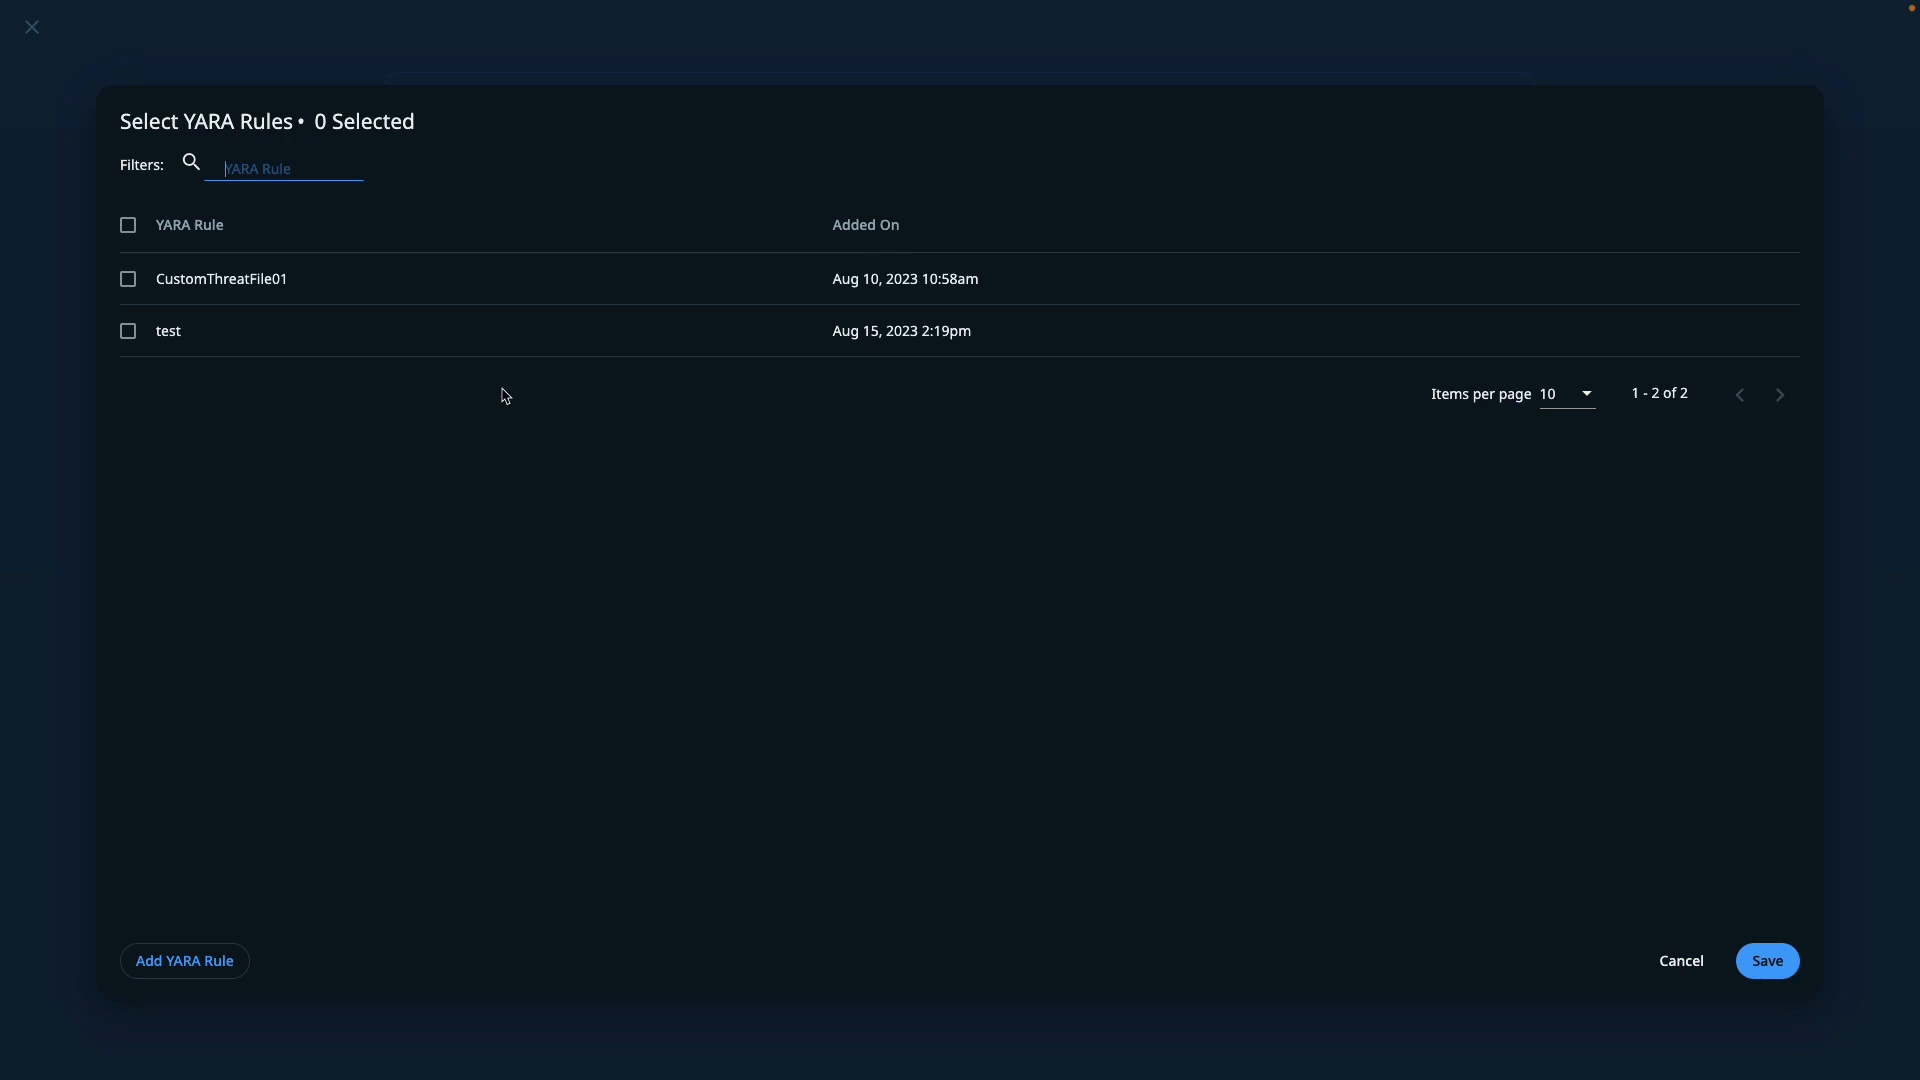 Select YARA Rules • 0 Selected
Filters: YARA Rule
YARA Rule Added On
CustomThreatFile01 Aug 10, 2023 10:58am
test Aug 15, 2023 2:19pm
Items per page 10 1 - 2 of 2
Add YARA Rule Cancel Save